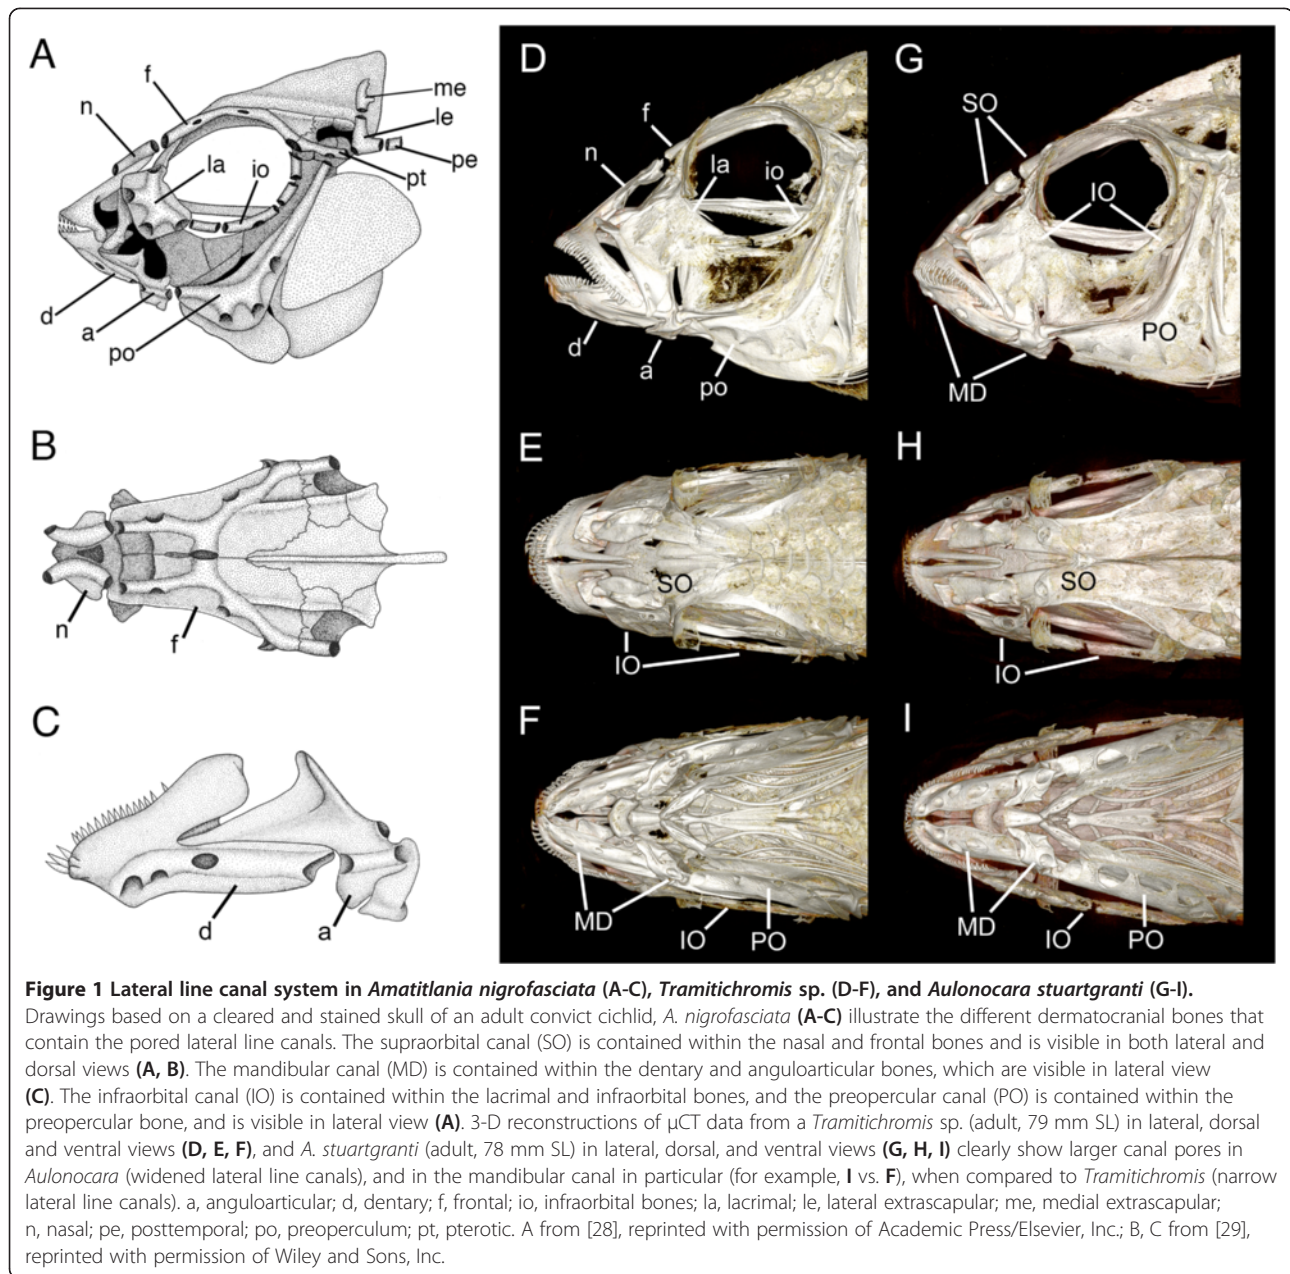 A
f
n
me
le
la
io
pe
pt
d
a
po
B
n
f
C
d
a
D
f
n
la
io
d
a
po
G
SO
IO
PO
MD
E
SO
IO
H
SO
IO
F
MD
IO
PO
I
MD
IO
PO
Figure 1 Lateral line canal system in Amatitlania nigrofasciata (A-C), Tramitichromis sp. (D-F), and Aulonocara stuartgranti (G-I).
Drawings based on a cleared and stained skull of an adult convict cichlid, A. nigrofasciata (A-C) illustrate the different dermatocranial bones that
contain the pored lateral line canals. The supraorbital canal (SO) is contained within the nasal and frontal bones and is visible in both lateral and
dorsal views (A, B). The mandibular canal (MD) is contained within the dentary and anguloarticular bones, which are visible in lateral view
(C). The infraorbital canal (IO) is contained within the lacrimal and infraorbital bones, and the preopercular canal (PO) is contained within the
preopercular bone, and is visible in lateral view (A). 3-D reconstructions of μCT data from a Tramitichromis sp. (adult, 79 mm SL) in lateral, dorsal
and ventral views (D, E, F), and A. stuartgranti (adult, 78 mm SL) in lateral, dorsal, and ventral views (G, H, I) clearly show larger canal pores in
Aulonocara (widened lateral line canals), and in the mandibular canal in particular (for example, I vs. F), when compared to Tramitichromis (narrow
lateral line canals). a, anguloarticular; d, dentary; f, frontal; io, infraorbital bones; la, lacrimal; le, lateral extrascapular; me, medial extrascapular;
n, nasal; pe, posttemporal; po, preoperculum; pt, pterotic. A from [28], reprinted with permission of Academic Press/Elsevier, Inc.; B, C from [29],
reprinted with permission of Wiley and Sons, Inc.